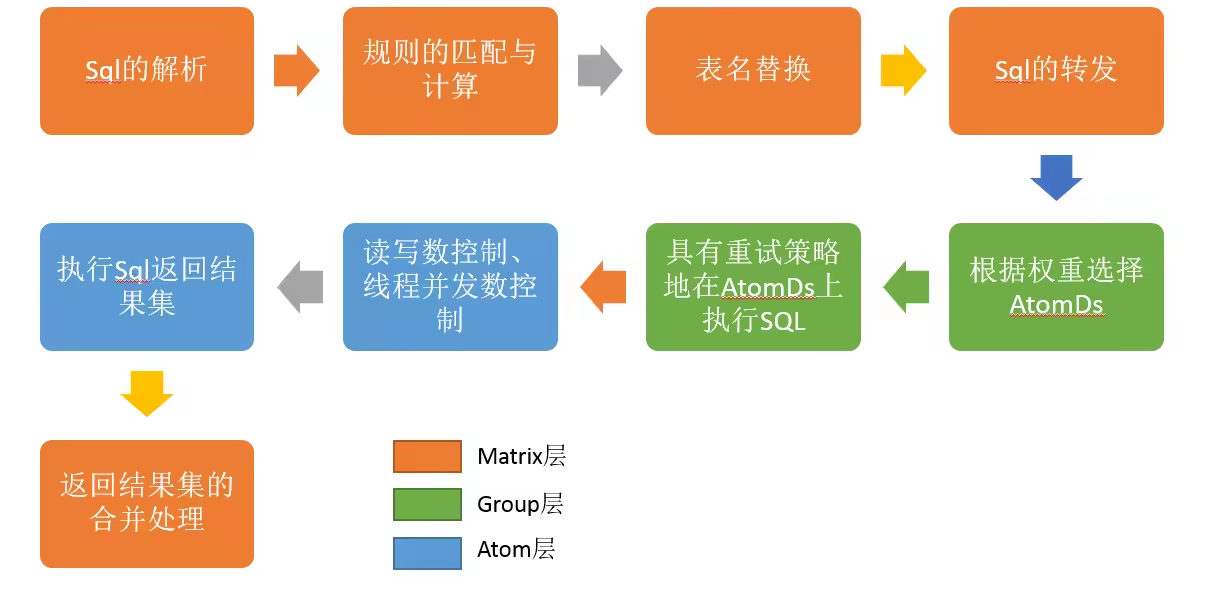 Sql的解析
规则的匹配与
计算
表名替换
Sql的转发
执行Sql返回结
果集
读写数控制、
线程并发数控
制
具有重试策略
地在AtomDs上
执行SQL
根据权重选择
AtomDs
返回结果集的
合并处理
Matrix层
Group层
Atom层